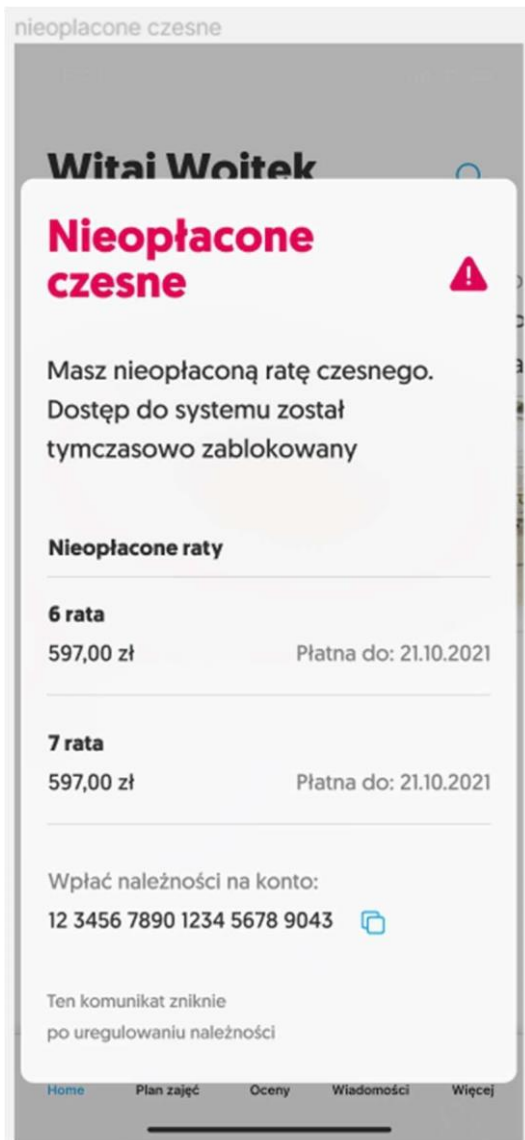 nieoplacone czesne
Witaj Wojtek
Nieopłacone
czesne
Masz nieopłaconą ratę czesnego.
Dostęp do systemu został
tymczasowo zablokowany
Nieopłacone raty
6 rata
597,00 zł Płatna do: 21.10.2021
7 rata
597,00 zł Płatna do: 21.10.2021
Wpłać należności na konto:
12 3456 7890 1234 5678 9043
Ten komunikat zniknie
po uregulowaniu należności
Home Plan zajęć Oceny Wiadomości Więcej